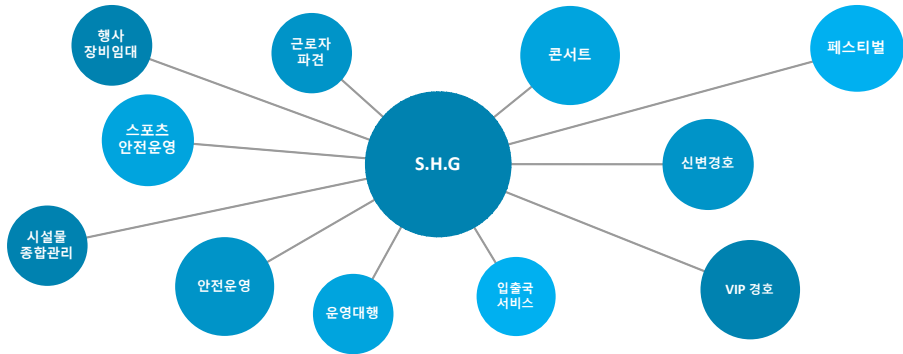 행사
장비임대
근로자
파견
콘서트
페스티벌
스포츠
안전운영
S.H.G
신변경호
시설물
종합관리
안전운영
운영대행
입출국
서비스
VIP 경호